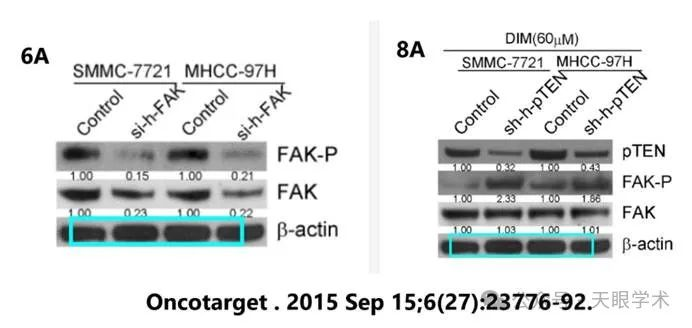 6A
SMMC-7721 MHCC-97H
Control si-h-FAK Control si-h-FAK
FAK-P
1.00 0.15 1.00 0.21
FAK
1.00 0.23 1.00 0.22
β-actin
8A
DIM(60μM)
SMMC-7721 MHCC-97H
Control sh-h-pTEN Control sh-h-pTEN
pTEN
1.00 0.32 1.00 0.43
FAK-P
1.00 2.33 1.00 1.86
FAK
1.00 1.03 1.00 1.01
β-actin
Oncotarget . 2015 Sep 15;6(27):23776-92.
天眼学术